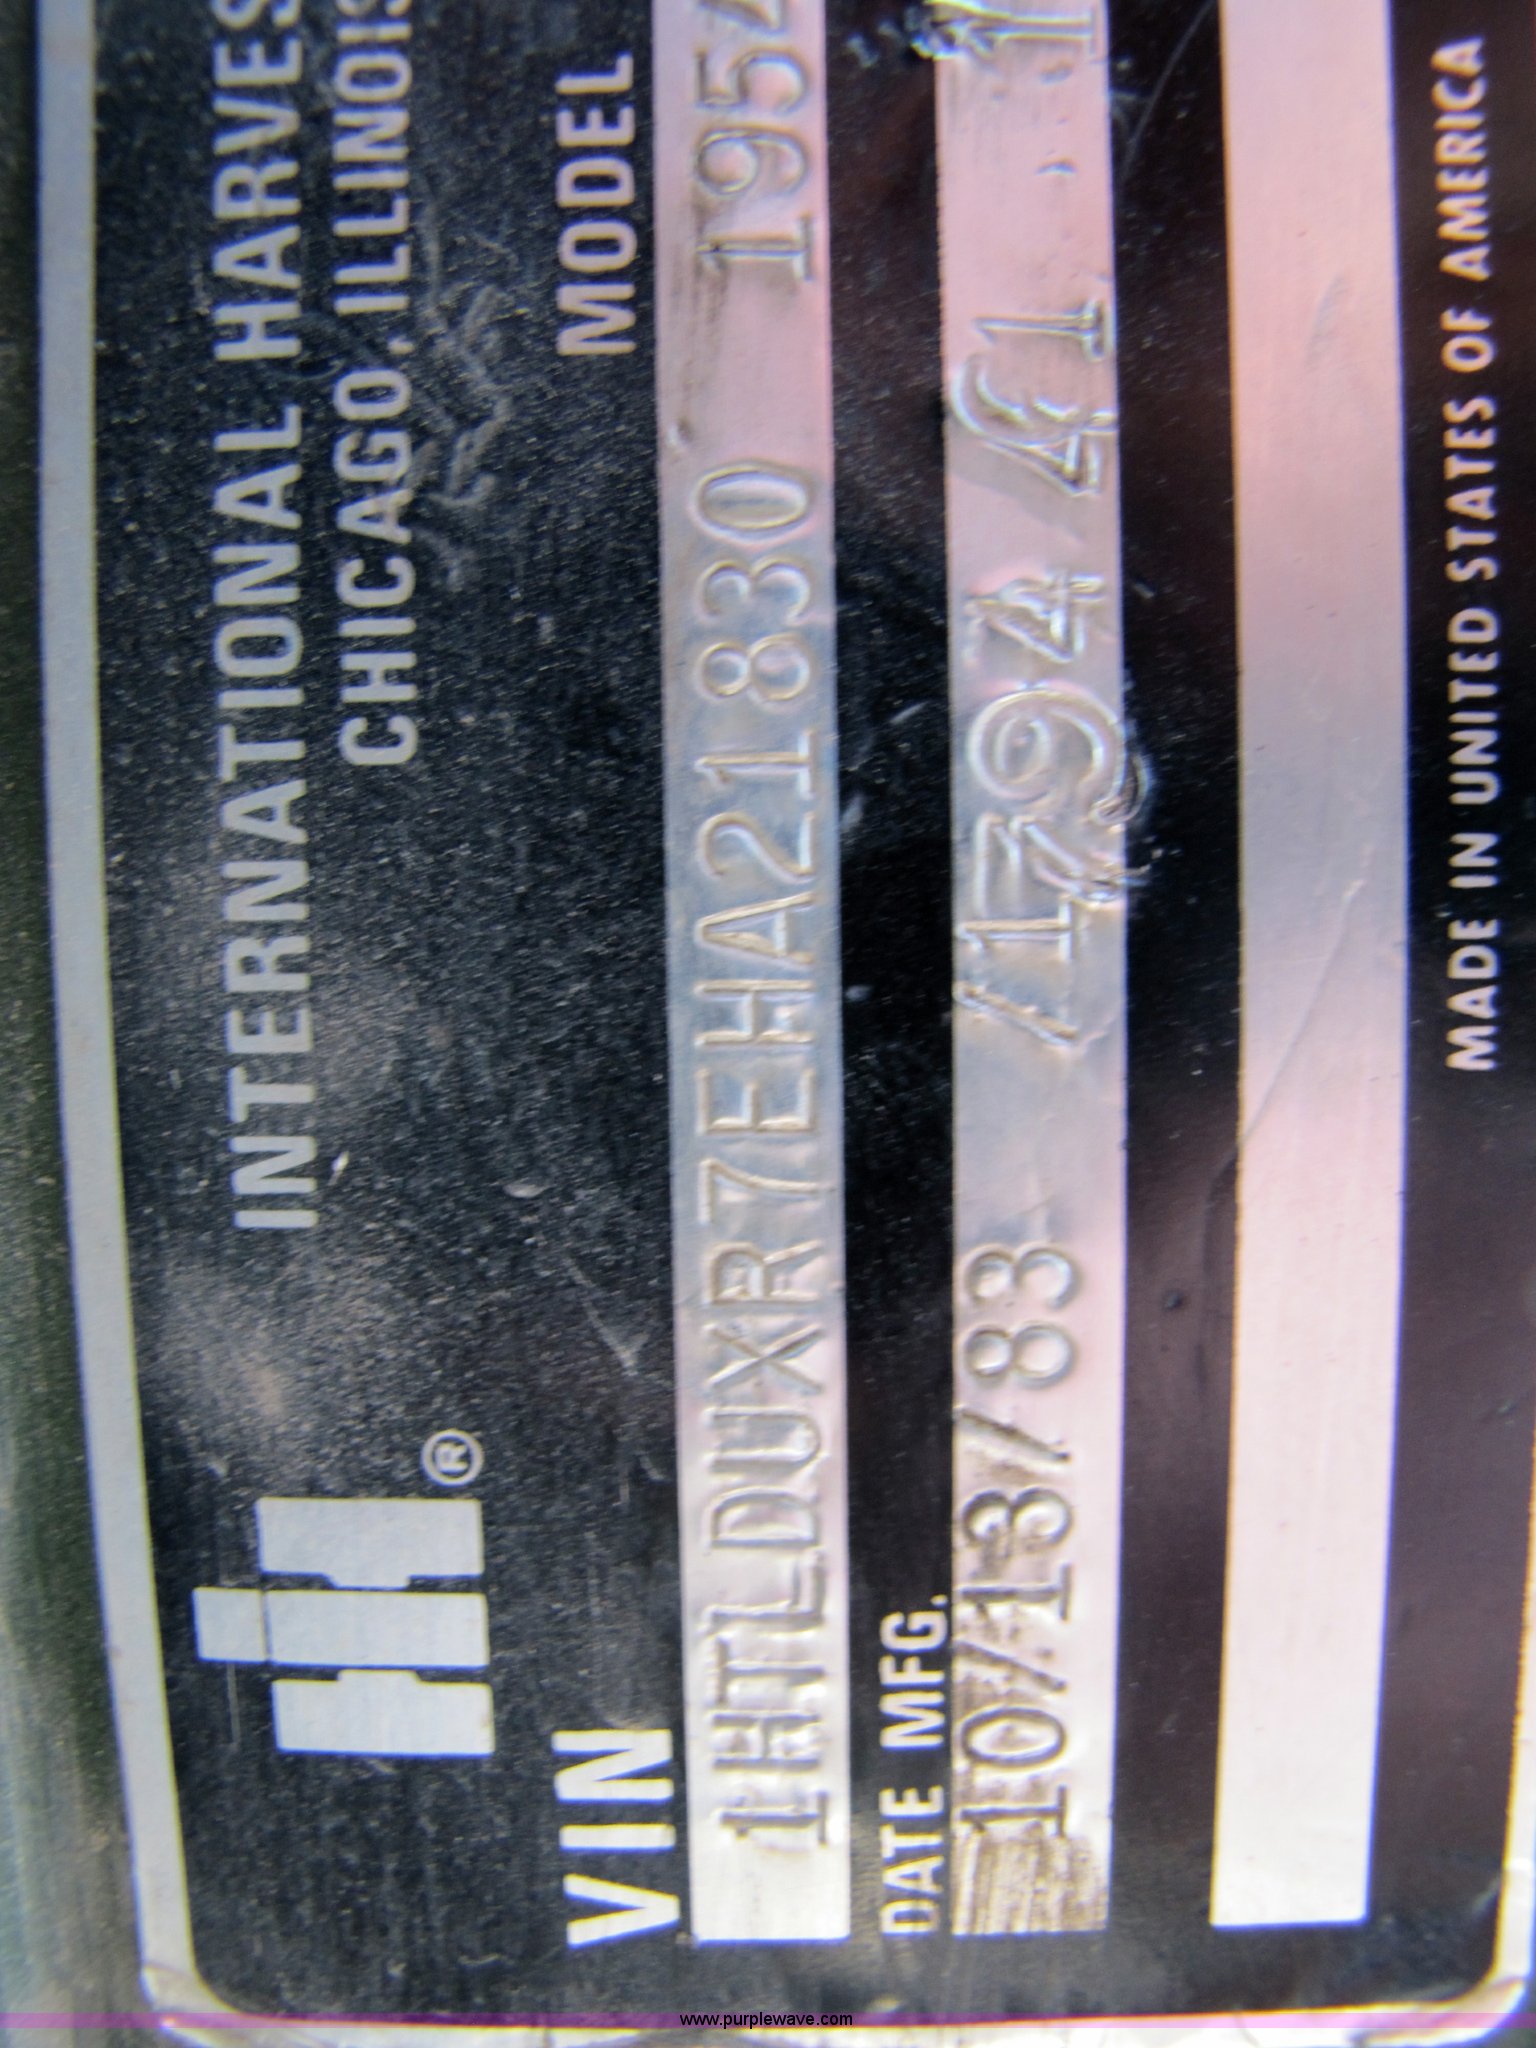 INTERNATIONAL HARVES
CHICAGO, ILLINOIS
®
VIN MODEL
1HTLDUXR7EHA21830 1954
DATE MFG.
10/13/83
MADE IN UNITED STATES OF AMERICA
www.purplewave.com